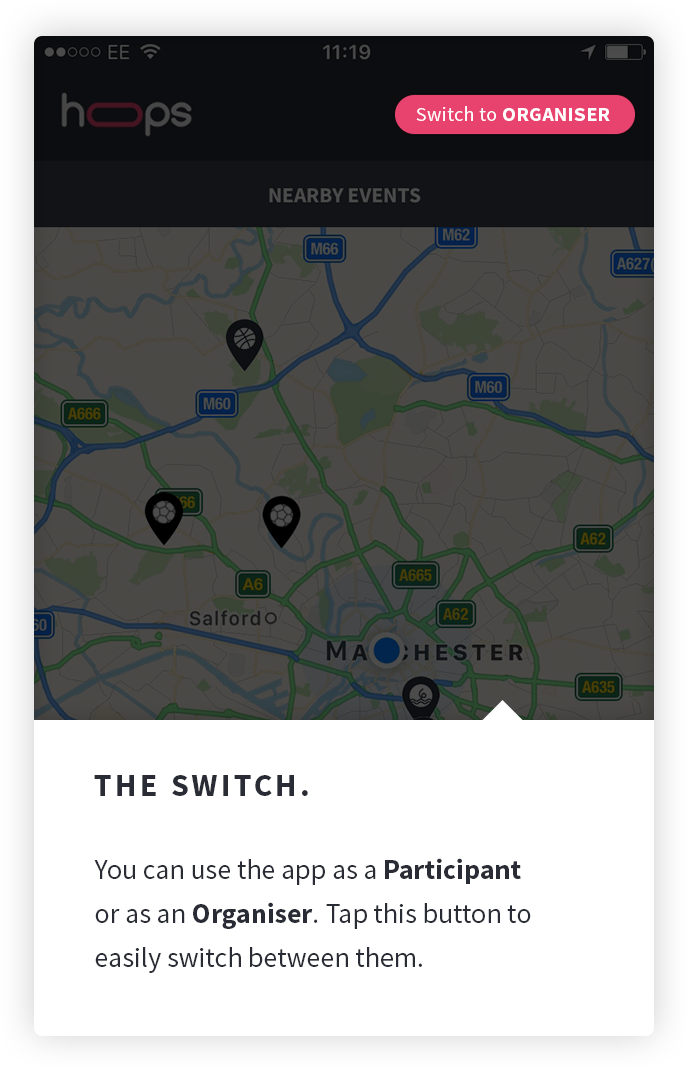 EE 11:19
hoops
Switch to ORGANISER
NEARBY EVENTS
M62
M66
A627(
M60
M60
A666
66
A62
A665
A6
A62
Salford
60
MA CHESTER
A635
THE SWITCH.
You can use the app as a Participant
or as an Organiser. Tap this button to
easily switch between them.